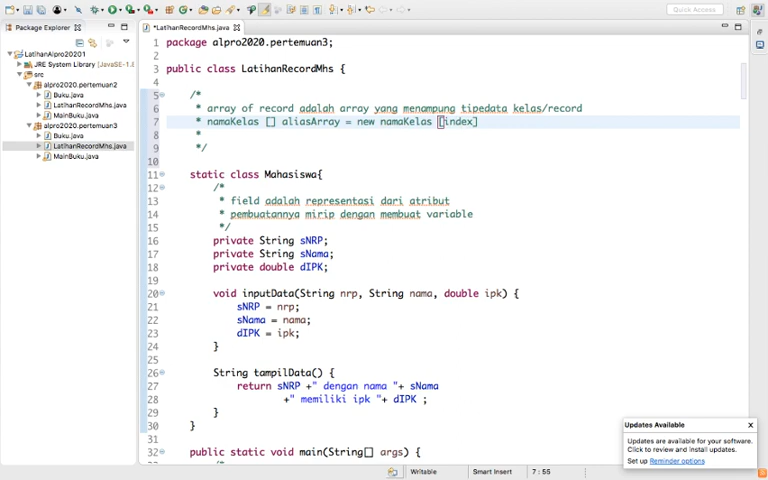 Quick Access
Package Explorer
*LatihanRecordMhs.java
LatihanAlpro20201
JRE System Library [JavaSE-1.
src
alpro2020.pertemuan2
Buku.java
LatihanRecordMhs.java
MainBuku.java
alpro2020.pertemuan3
Buku.java
LatihanRecordMhs.java
MainBuku.java
1 package alpro2020.pertemuan3;
2
3 public class LatihanRecordMhs {
4
5 /*
6 * array of record adalah array yang menampung tipedata kelas/record
7 * namaKelas [] aliasArray = new namaKelas [index]
8 *
9 */
10
11 static class Mahasiswa{
12 /*
13 * field adalah representasi dari atribut
14 * pembuatannya mirip dengan membuat variable
15 */
16 private String sNRP;
17 private String sNama;
18 private double dIPK;
19
20 void inputData(String nrp, String nama, double ipk) {
21 sNRP = nrp;
22 sNama = nama;
23 dIPK = ipk;
24 }
25
26 String tampilData() {
27 return sNRP +" dengan nama "+ sNama
28 +" memiliki ipk "+ dIPK ;
29 }
30 }
31
32 public static void main(String[] args) {
Updates Available
Updates are available for your software.
Click to review and install updates.
Set up Reminder options
Writable
Smart Insert
7 : 55